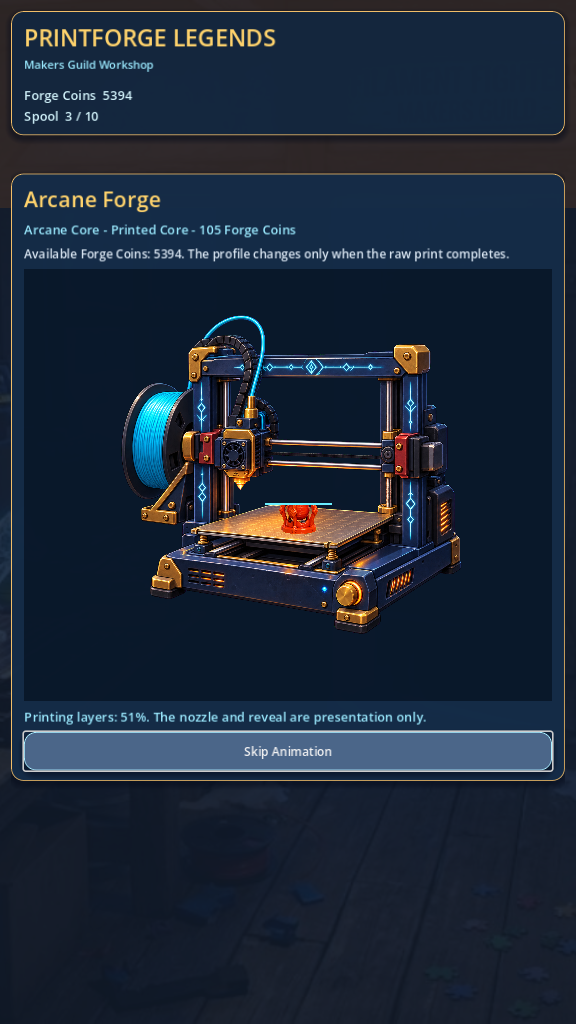 PRINTFORGE LEGENDS
Makers Guild Workshop
Forge Coins 5394
Spool 3 / 10
Arcane Forge
Arcane Core - Printed Core - 105 Forge Coins
Available Forge Coins: 5394. The profile changes only when the raw print completes.
Printing layers: 51%. The nozzle and reveal are presentation only.
Skip Animation